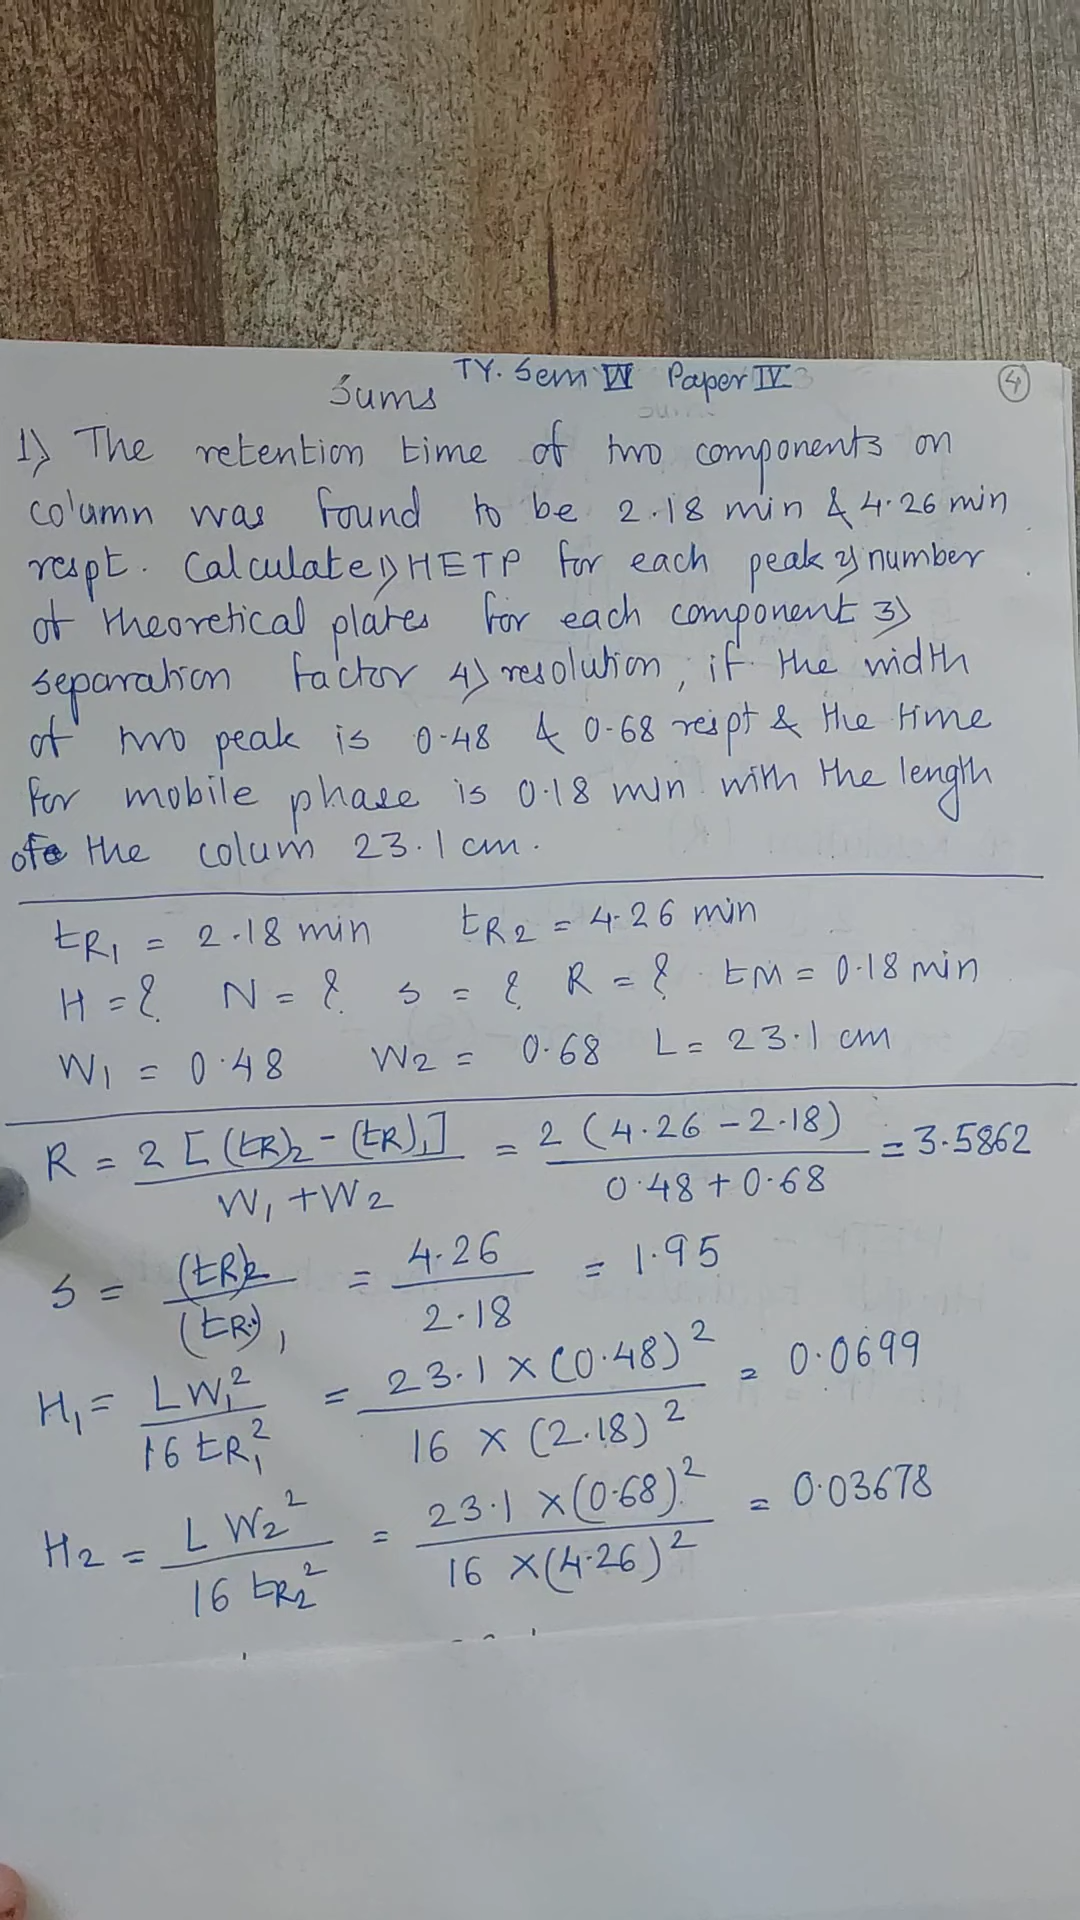 TY. Sem VI Paper IV
Sums
4
1) The retention time of two components on
column was found to be 2.18 min & 4.26 min
respt. Calculate 1) HETP for each peak 2) number
of theoretical plates for each component 3)
separation factor 4) resolution, if the width
of two peak is 0.48 & 0.68 respt & the time
for mobile phase is 0.18 min with the length
of the colum 23.1 cm.
tR1 = 2.18 min tR2 = 4.26 min
H = ? N = ? s = ? R = ? tM = 0.18 min
W1 = 0.48 W2 = 0.68 L = 23.1 cm
R = 2 [(tR)2 - (tR)1] / W1 + W2 = 2 (4.26 - 2.18) / 0.48 + 0.68 = 3.5862
S = (tR)2 / (tR)1 = 4.26 / 2.18 = 1.95
H1 = LW1² / 16 tR1² = 23.1 × (0.48)² / 16 × (2.18)² = 0.0699
H2 = L W2² / 16 tR2² = 23.1 × (0.68)² / 16 × (4.26)² = 0.03678